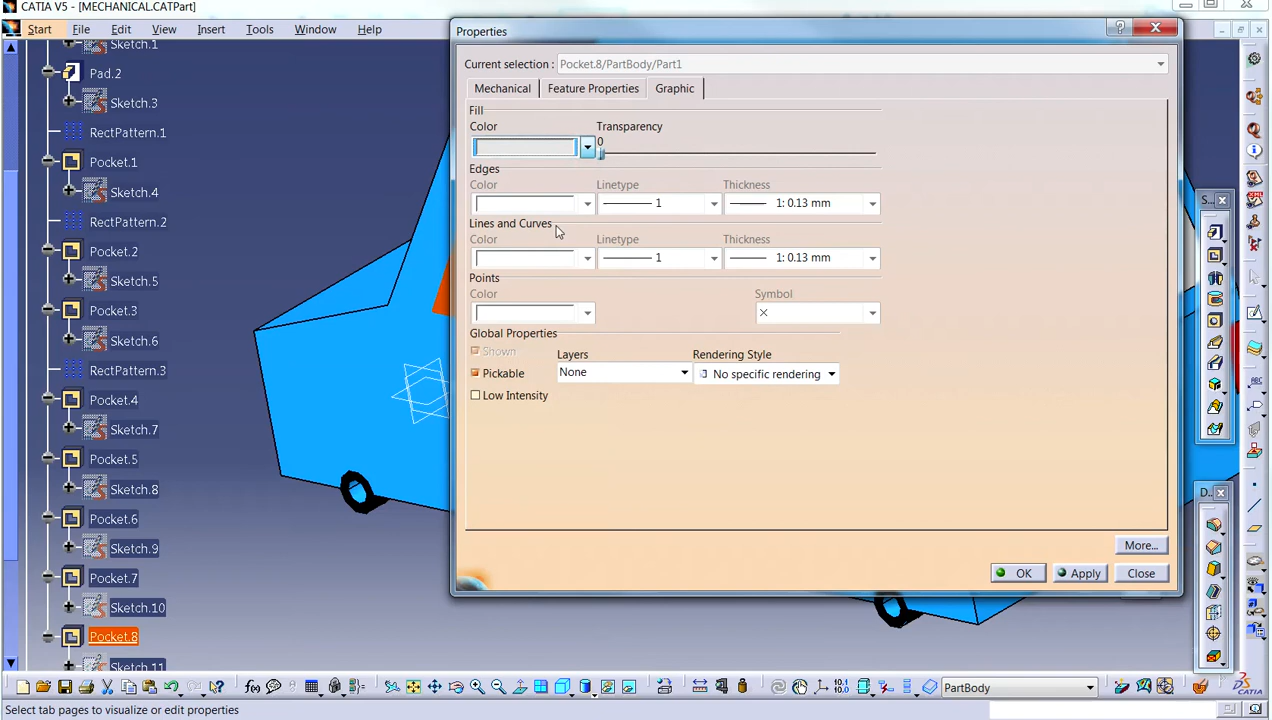 CATIA V5 - [MECHANICAL.CATPart]
Start File Edit View Insert Tools Window Help
Sketch.1
Pad.2
Sketch.3
RectPattern.1
Pocket.1
Sketch.4
RectPattern.2
Pocket.2
Sketch.5
Pocket.3
Sketch.6
RectPattern.3
Pocket.4
Sketch.7
Pocket.5
Sketch.8
Pocket.6
Sketch.9
Pocket.7
Sketch.10
Pocket.8
Sketch.11
Properties
Current selection : Pocket.8/PartBody/Part1
Mechanical Feature Properties Graphic
Fill
Color Transparency
0
Edges
Color Linetype Thickness
1 1: 0.13 mm
Lines and Curves
Color Linetype Thickness
1 1: 0.13 mm
Points
Color Symbol
Global Properties
Shown Layers Rendering Style
Pickable None No specific rendering
Low Intensity
More...
OK Apply Close
S...
D...
PartBody
Select tab pages to visualize or edit properties